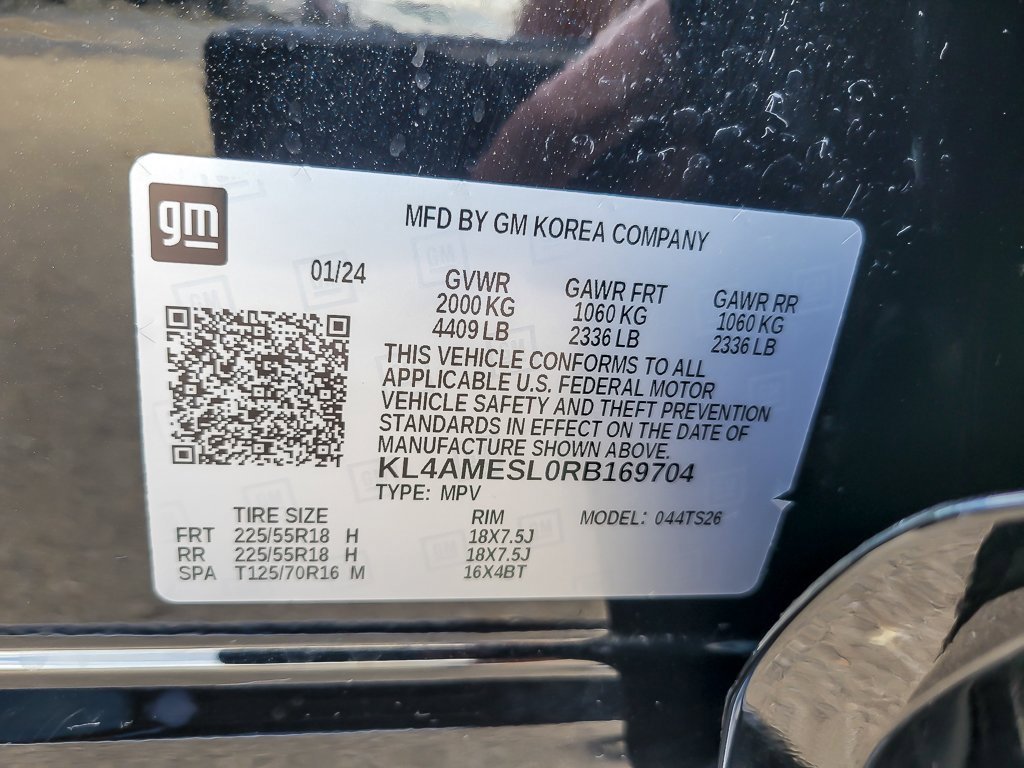 gm
MFD BY GM KOREA COMPANY
01/24
GVWR
2000 KG
4409 LB
GAWR FRT
1060 KG
2336 LB
GAWR RR
1060 KG
2336 LB
THIS VEHICLE CONFORMS TO ALL
APPLICABLE U.S. FEDERAL MOTOR
VEHICLE SAFETY AND THEFT PREVENTION
STANDARDS IN EFFECT ON THE DATE OF
MANUFACTURE SHOWN ABOVE.
KL4AMESL0RB169704
TYPE: MPV
TIRE SIZE RIM MODEL: 044TS26
FRT 225/55R18 H 18X7.5J
RR 225/55R18 H 18X7.5J
SPA T125/70R16 M 16X4BT